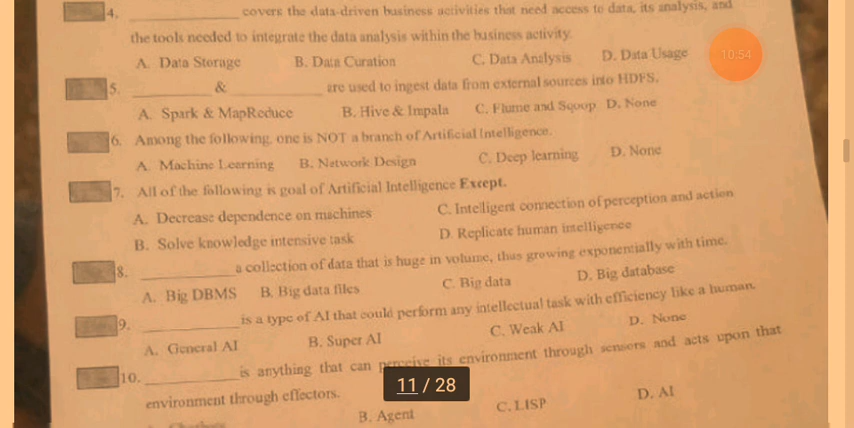 4. __________ covers the data-driven business activities that need access to data, its analysis, and
the tools needed to integrate the data analysis within the business activity.
A. Data Storage B. Data Curation C. Data Analysis D. Data Usage
10:54
5. __________ & __________ are used to ingest data from external sources into HDFS.
A. Spark & MapReduce B. Hive & Impala C. Flume and Sqoop D. None
6. Among the following, one is NOT a branch of Artificial Intelligence.
A. Machine Learning B. Network Design C. Deep learning D. None
7. All of the following is goal of Artificial Intelligence Except.
A. Decrease dependence on machines C. Intelligent connection of perception and action
B. Solve knowledge intensive task D. Replicate human intelligence
8. __________ a collection of data that is huge in volume, thus growing exponentially with time.
A. Big DBMS B. Big data files C. Big data D. Big database
9. __________ is a type of AI that could perform any intellectual task with efficiency like a human.
A. General AI B. Super AI C. Weak AI D. None
10. __________ is anything that can perceive its environment through sensors and acts upon that
environment through effectors.
11 / 28
B. Agent C. LISP D. AI